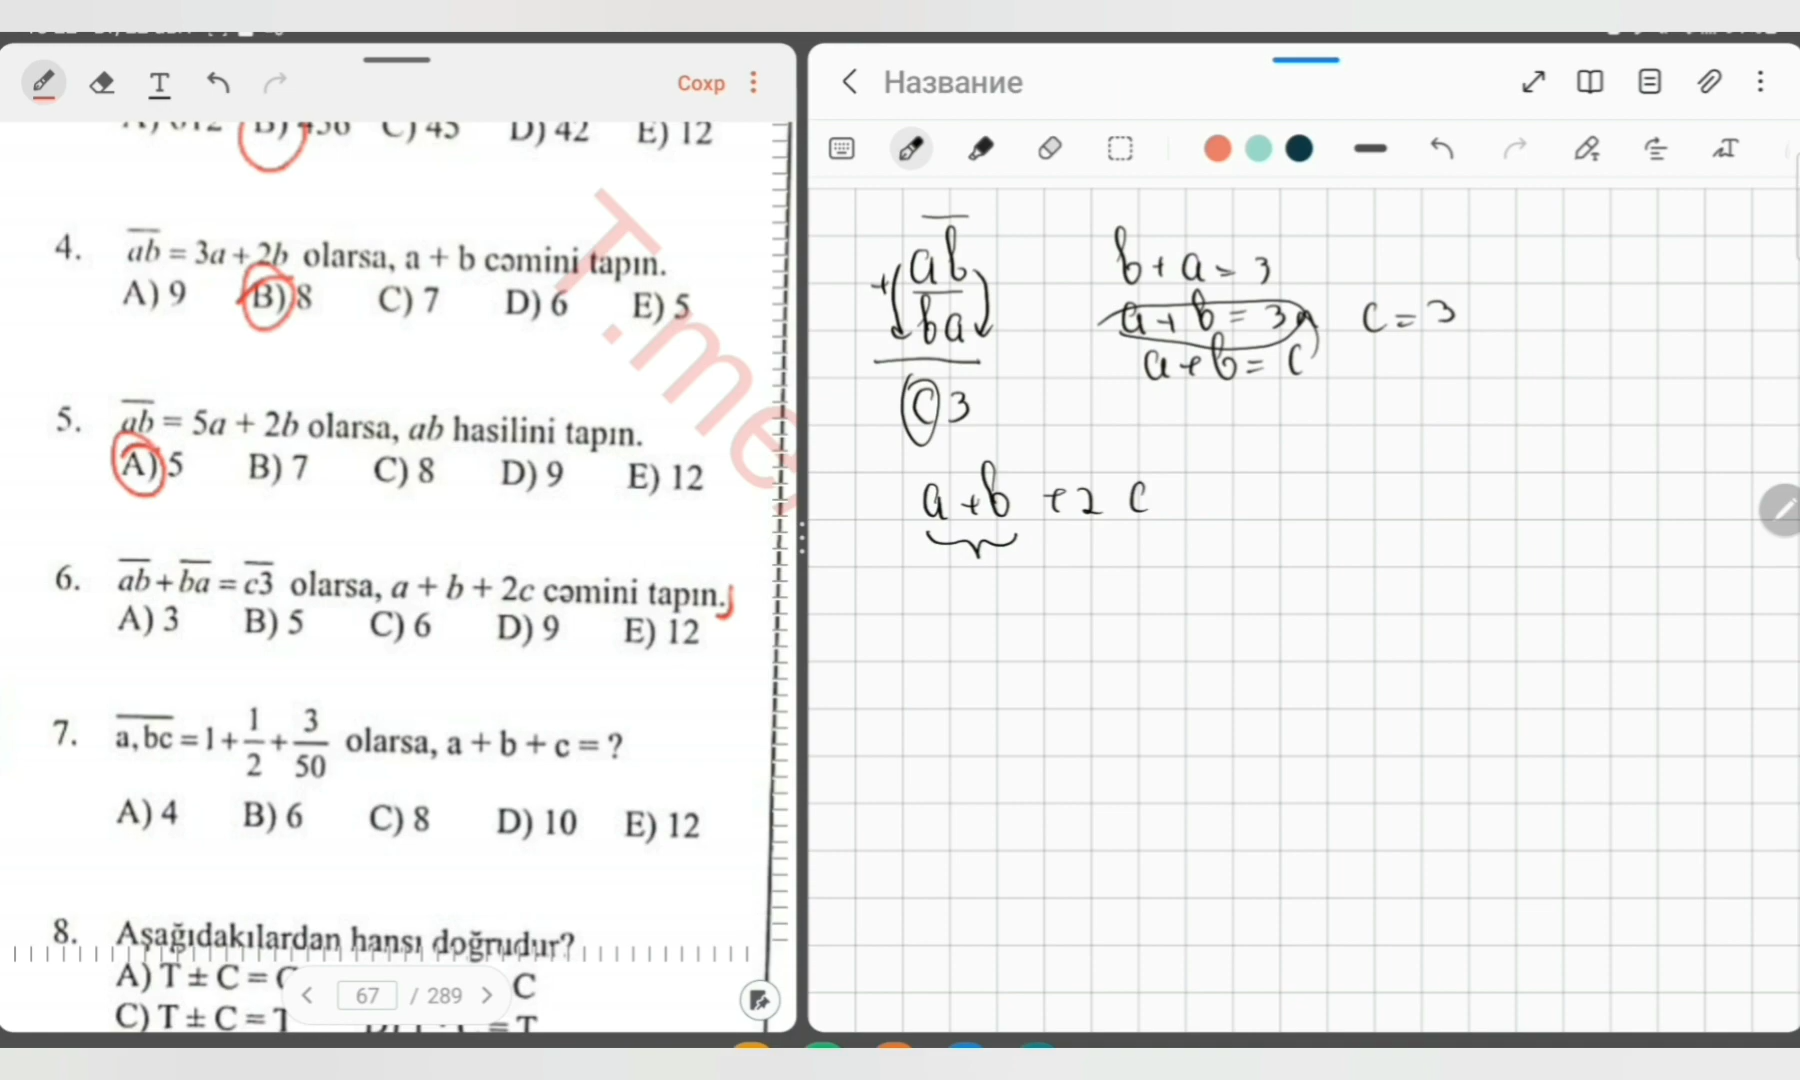 Сохр
B)
C) 45 D) 42 E) 12
4. ab = 3a + 2b olarsa, a + b cəmini tapın.
A) 9 B) 8 C) 7 D) 6 E) 5
5. ab = 5a + 2b olarsa, ab hasilini tapın.
A) 5 B) 7 C) 8 D) 9 E) 12
6. ab + ba = c3 olarsa, a + b + 2c cəmini tapın.
A) 3 B) 5 C) 6 D) 9 E) 12
7. a,bc = 1 + 1/2 + 3/50 olarsa, a + b + c = ?
A) 4 B) 6 C) 8 D) 10 E) 12
8. Aşağıdakılardan hansı doğrudur?
A) T ± C = C
C
C) T ± C = T
= T
67 / 289
T.me
Название
ab
+
ba
c3
b + a = 3
a + b = 3
a + b = c
c = 3
a + b + 2c